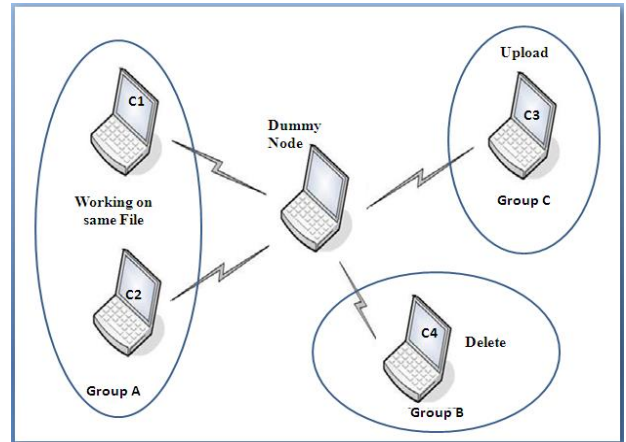 Upload
C1
C3
Dummy
Node
Working on
same File
Group C
C2
C4
Delete
Group A
Group B